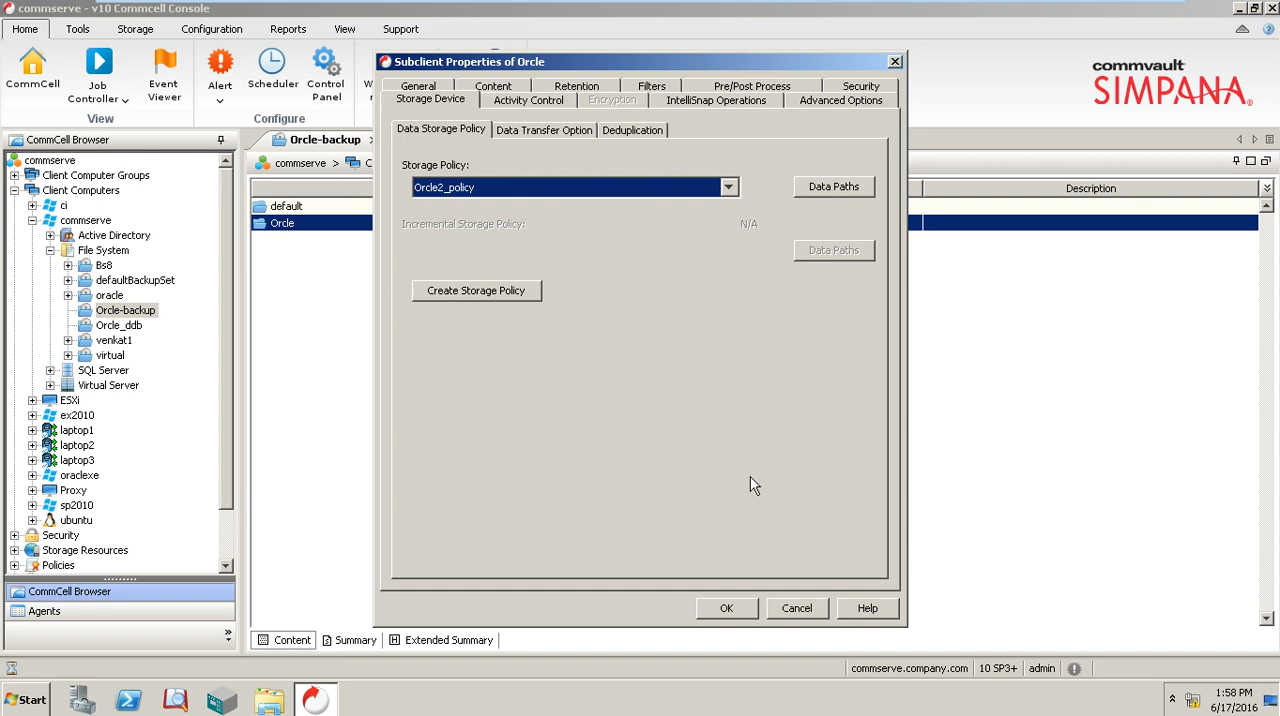 commserve - v10 Commcell Console
Home Tools Storage Configuration Reports View Support
CommCell
Job Controller
Event Viewer
Alert
Scheduler
Control Panel
View
Configure
commvault
SIMPANA
CommCell Browser
commserve
Client Computer Groups
Client Computers
ci
commserve
Active Directory
File System
Bs8
defaultBackupSet
oracle
Orcle-backup
Orcle_ddb
venkat1
virtual
SQL Server
Virtual Server
ESXi
ex2010
laptop1
laptop2
laptop3
oraclexe
Proxy
sp2010
ubuntu
Security
Storage Resources
Policies
CommCell Browser
Agents
Orcle-backup
commserve >
Description
default
Orcle
Subclient Properties of Orcle
General Content Retention Filters Pre/Post Process Security
Storage Device Activity Control Encryption IntelliSnap Operations Advanced Options
Data Storage Policy Data Transfer Option Deduplication
Storage Policy:
Orcle2_policy Data Paths
Incremental Storage Policy: N/A
Data Paths
Create Storage Policy
OK Cancel Help
Content Summary Extended Summary
commserve.company.com 10 SP3+ admin
Start
1:58 PM
6/17/2016